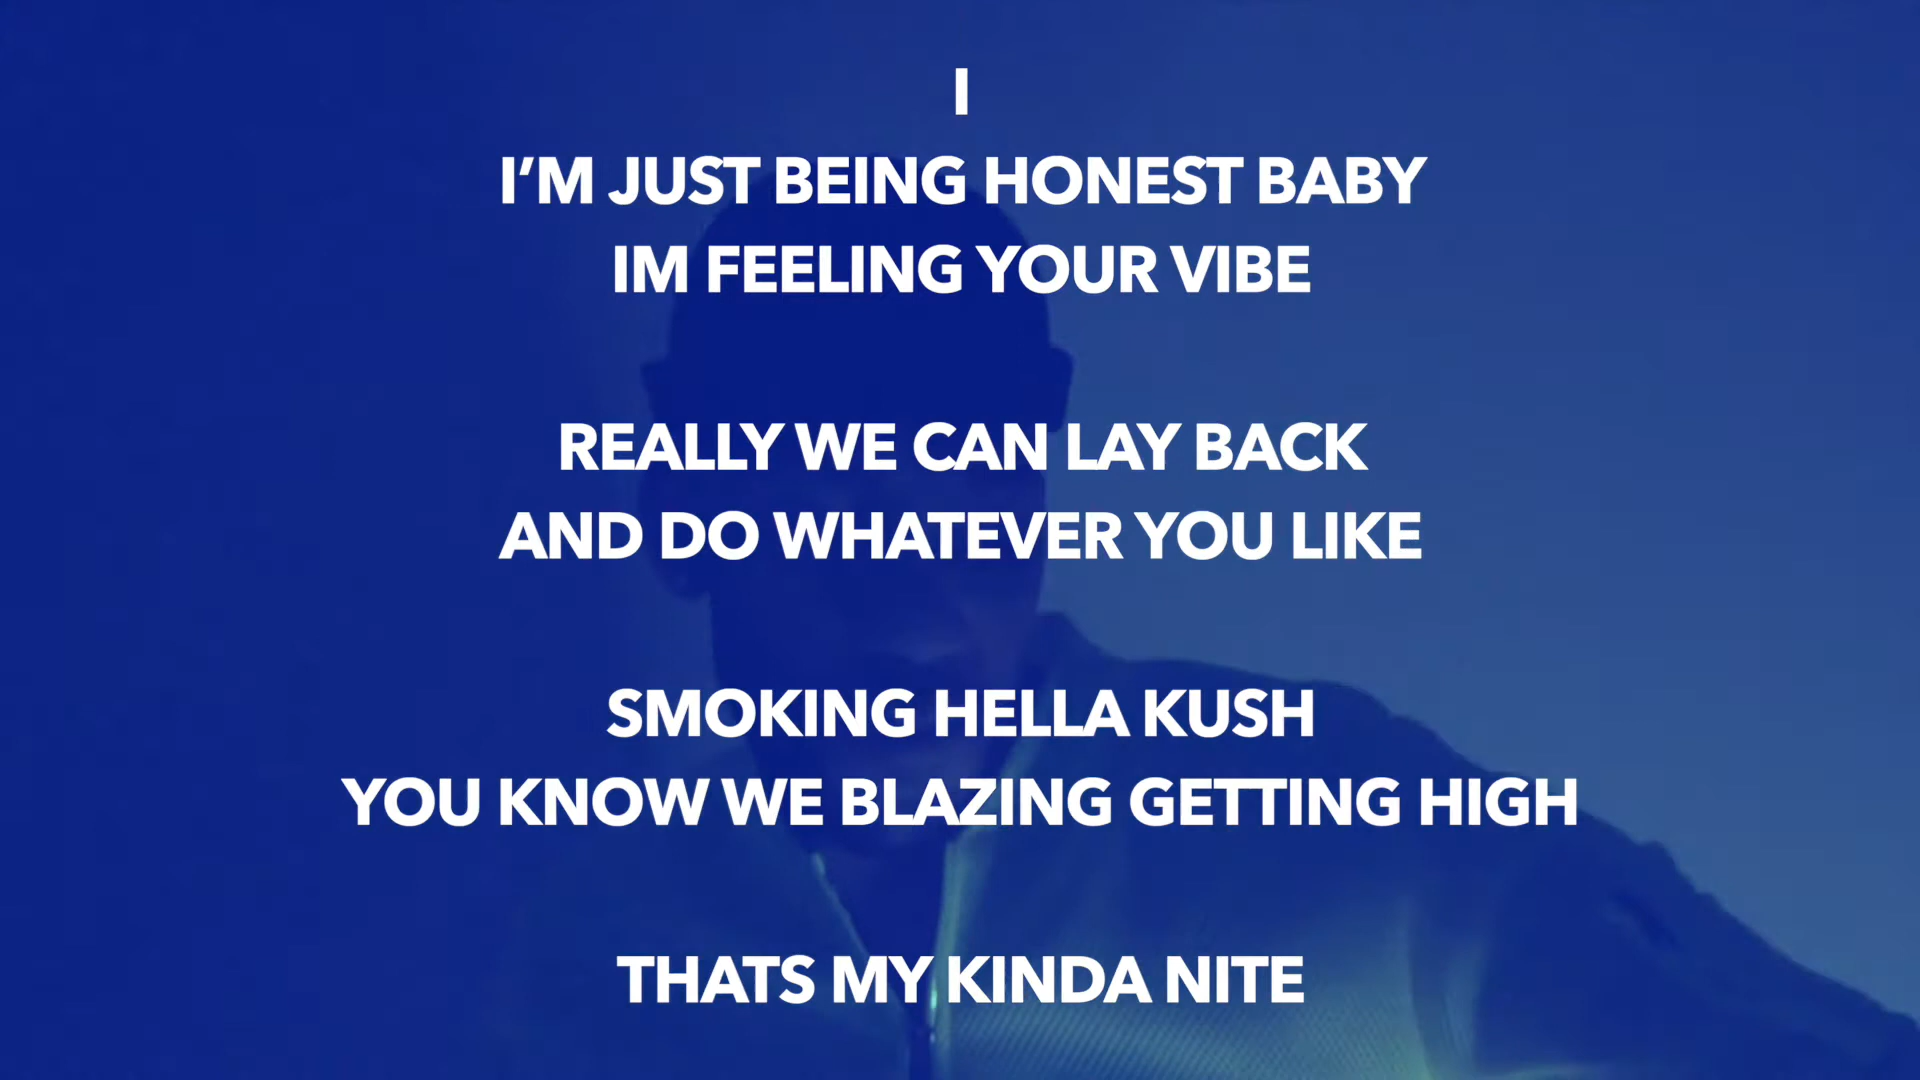 I
I’M JUST BEING HONEST BABY
IM FEELING YOUR VIBE
REALLY WE CAN LAY BACK
AND DO WHATEVER YOU LIKE
SMOKING HELLA KUSH
YOU KNOW WE BLAZING GETTING HIGH
THATS MY KINDA NITE